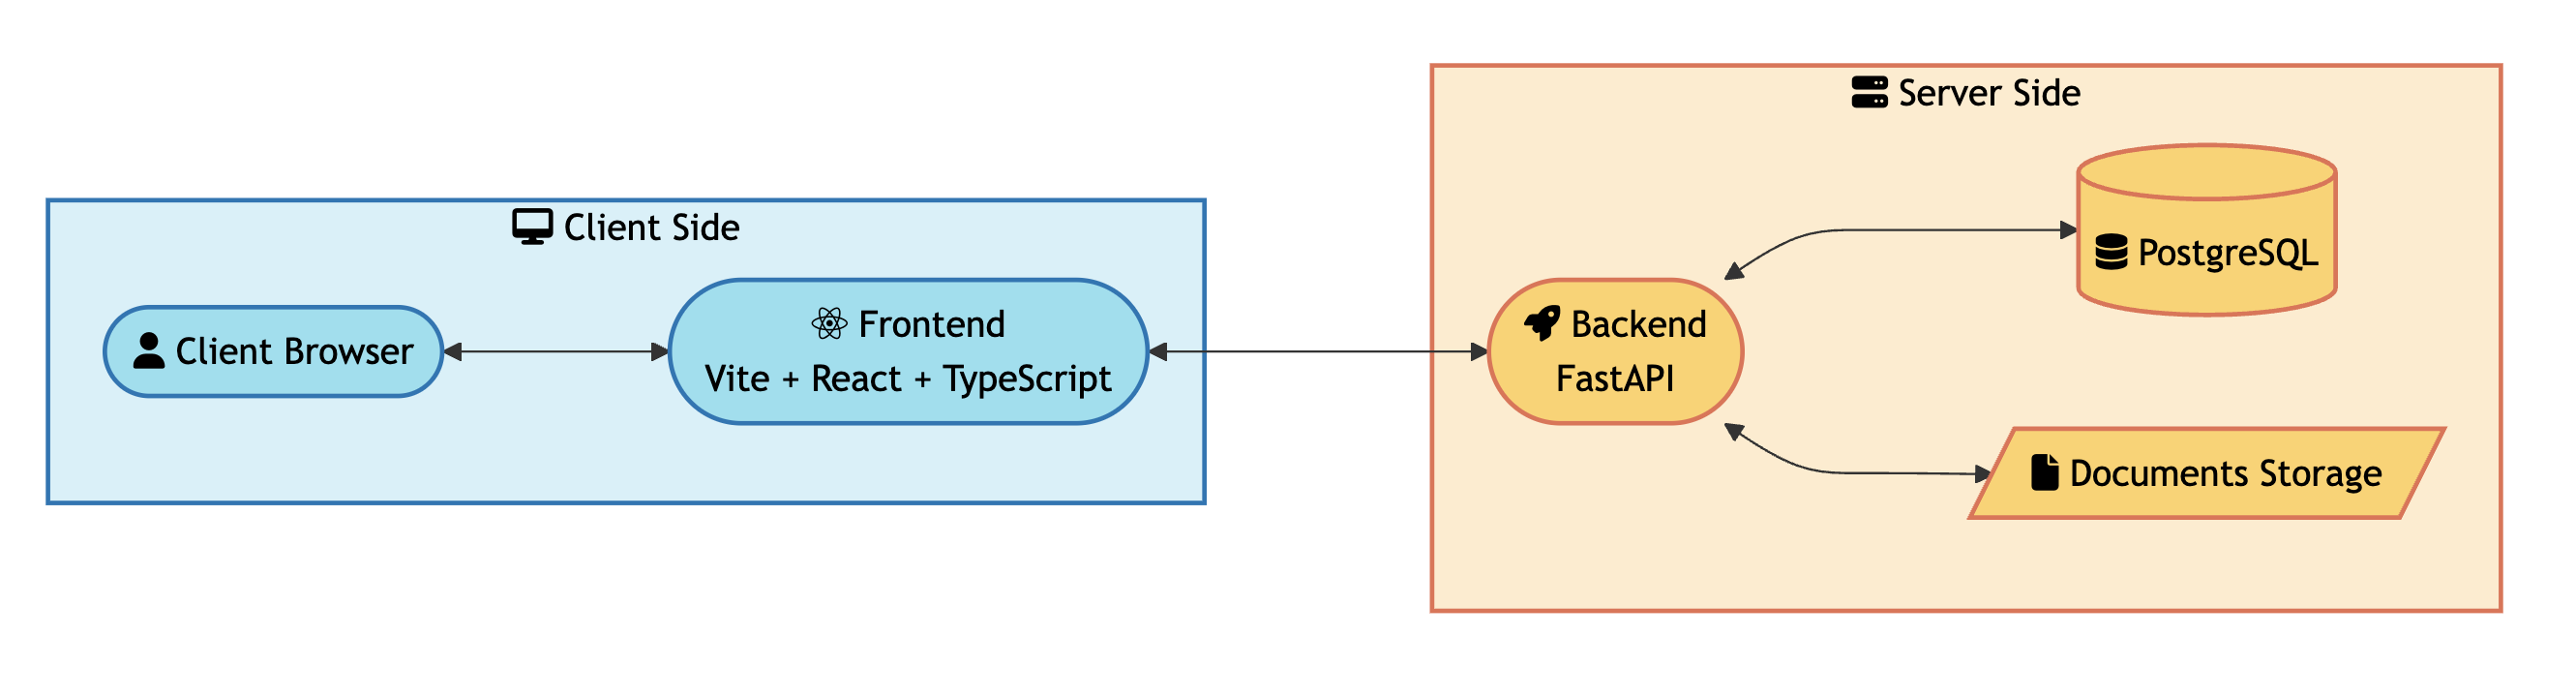 Client Side
Client Browser
Frontend
Vite + React + TypeScript
Server Side
Backend
FastAPI
PostgreSQL
Documents Storage